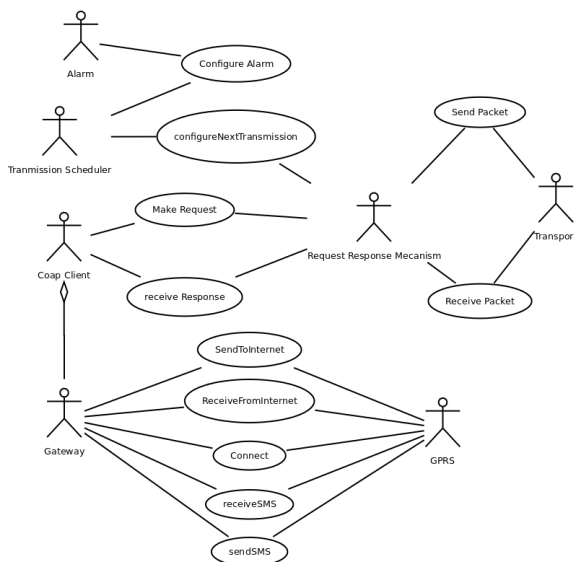 Alarm
Configure Alarm
Send Packet
configureNextTransmission
Tranmission Scheduler
Make Request
Transpor
Request Response Mecanism
Coap Client
receive Response
Receive Packet
SendToInternet
ReceiveFromInternet
Gateway
Connect
GPRS
receiveSMS
sendSMS